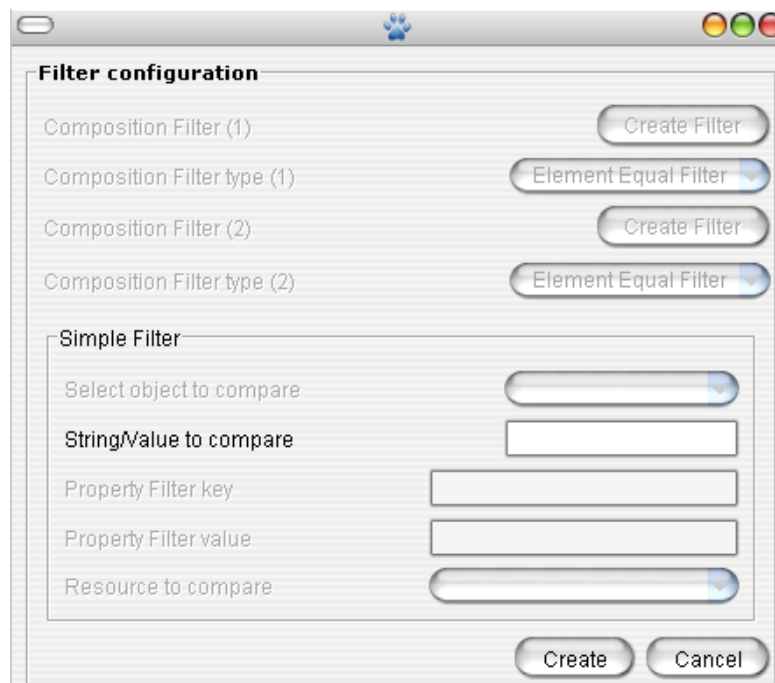 Filter configuration
Composition Filter (1) Create Filter
Composition Filter type (1) Element Equal Filter
Composition Filter (2) Create Filter
Composition Filter type (2) Element Equal Filter
Simple Filter
Select object to compare
String/Value to compare
Property Filter key
Property Filter value
Resource to compare
Create Cancel